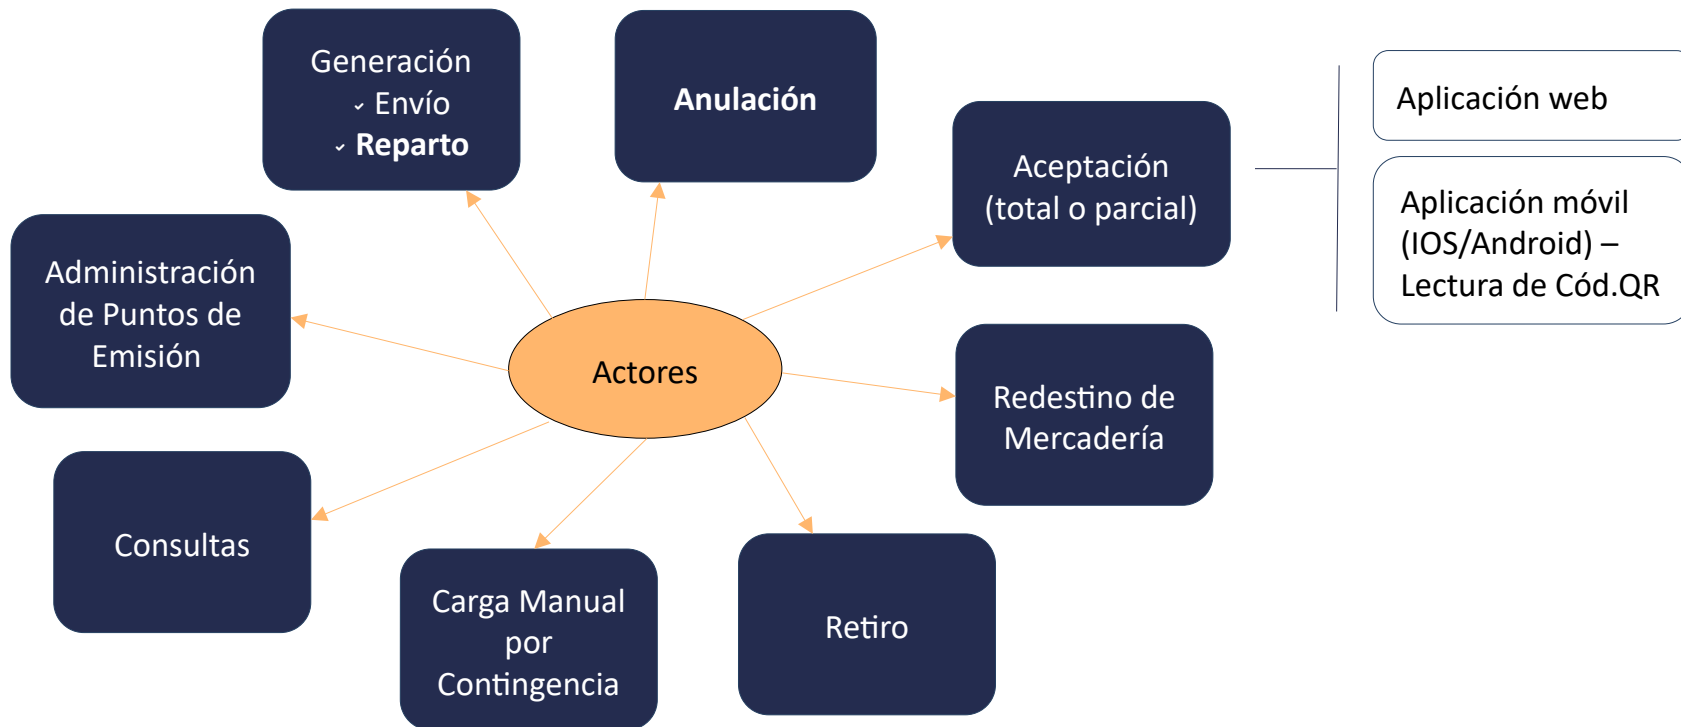 Generación
✓ Envío
✓ Reparto
Anulación
Aceptación
(total o parcial)
Aplicación web
Aplicación móvil
(IOS/Android) –
Lectura de Cód.QR
Administración
de Puntos de
Emisión
Actores
Redestino de
Mercadería
Consultas
Carga Manual
por
Contingencia
Retiro